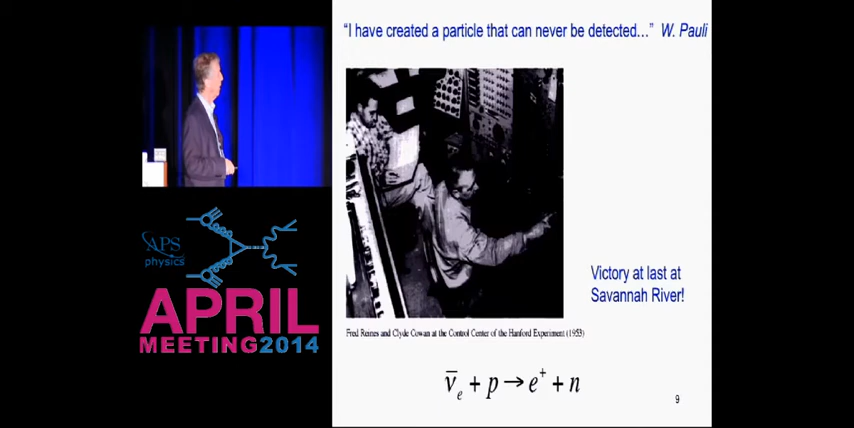 "I have created a particle that can never be detected..." W. Pauli
APS
physics
APRIL
MEETING2014
Victory at last at
Savannah River!
Fred Reines and Clyde Cowan at the Control Center of the Hanford Experiment (1953)
ν̅e + p → e⁺ + n
9